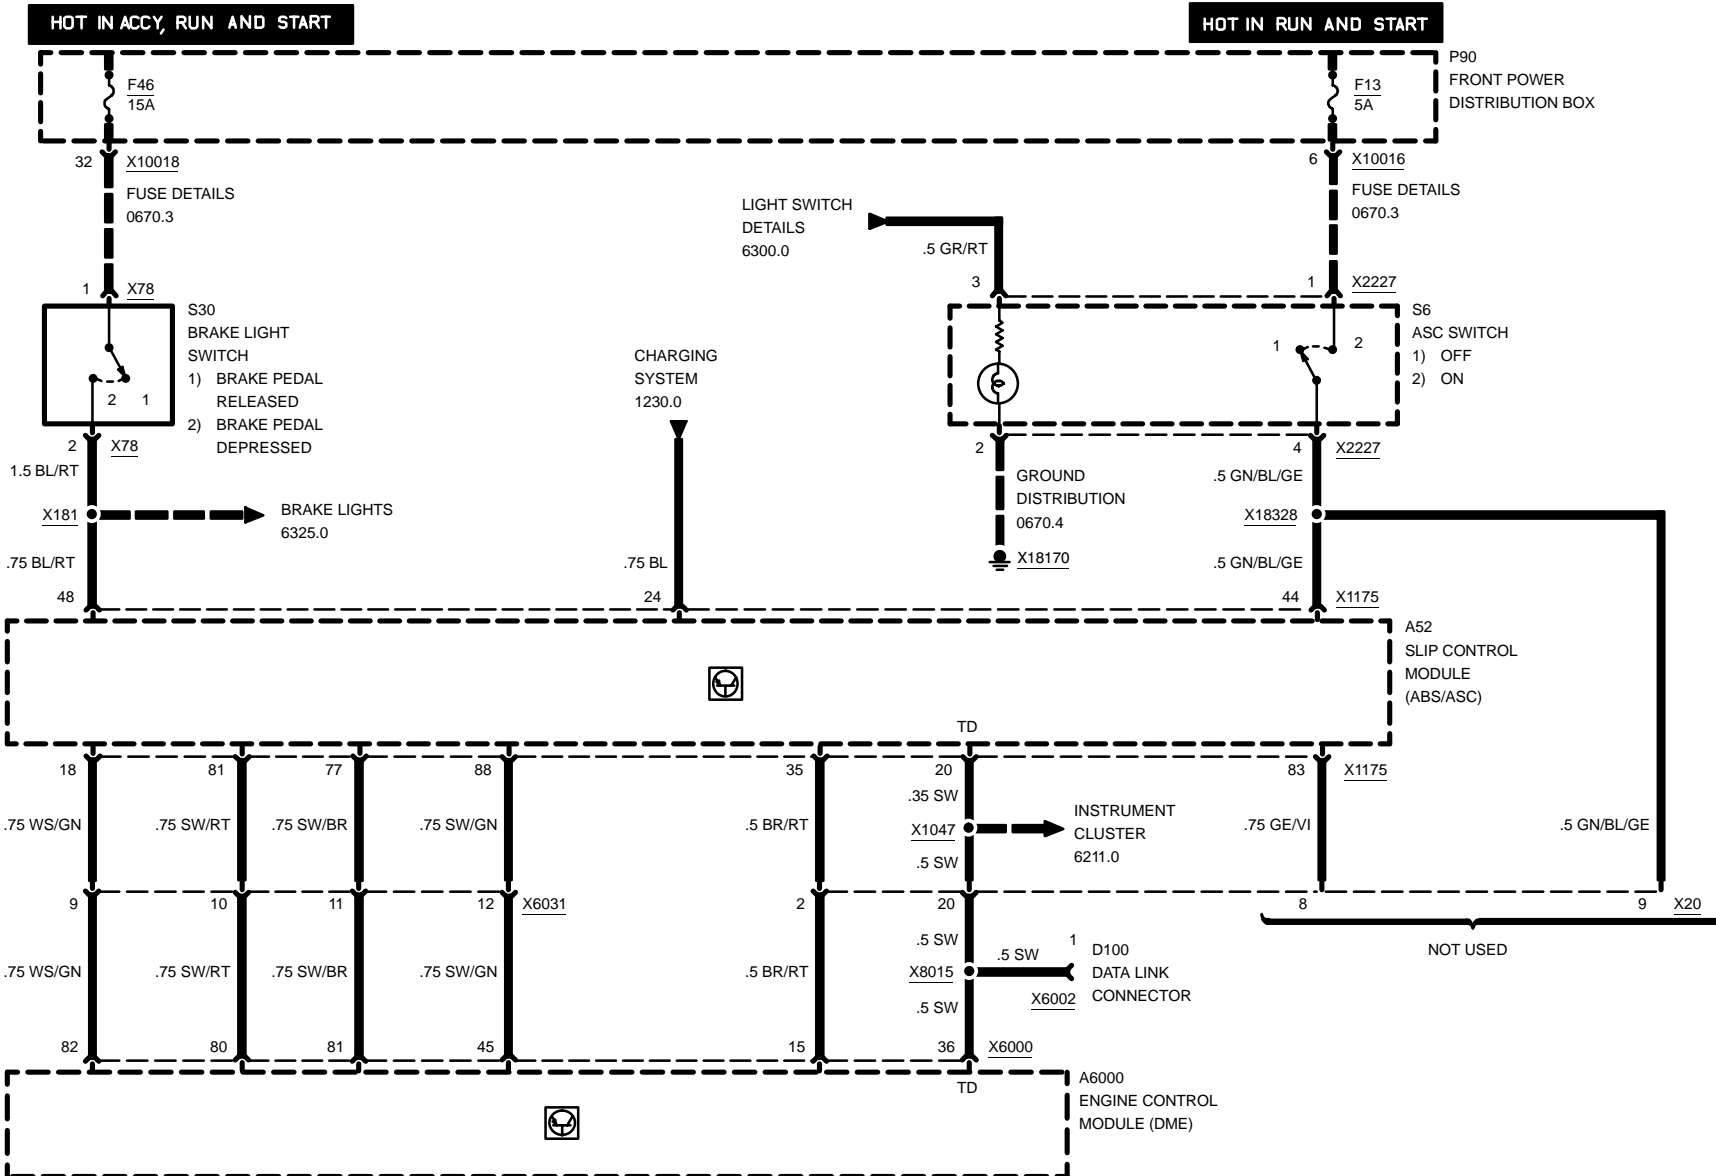 HOT IN ACCY, RUN AND START
HOT IN RUN AND START
F46
15A
F13
5A
P90
FRONT POWER
DISTRIBUTION BOX
32 X10018
6 X10016
FUSE DETAILS
0670.3
FUSE DETAILS
0670.3
LIGHT SWITCH
DETAILS
6300.0
.5 GR/RT
1 X78
3
1 X2227
S30
BRAKE LIGHT
SWITCH
1) BRAKE PEDAL
RELEASED
2) BRAKE PEDAL
DEPRESSED
2 1
CHARGING
SYSTEM
1230.0
S6
ASC SWITCH
1) OFF
2) ON
1 2
2 X78
2
4 X2227
1.5 BL/RT
GROUND
DISTRIBUTION
0670.4
.5 GN/BL/GE
X181
BRAKE LIGHTS
6325.0
X18328
.75 BL/RT
.75 BL
X18170
.5 GN/BL/GE
48
24
44 X1175
A52
SLIP CONTROL
MODULE
(ABS/ASC)
TD
18
81
77
88
35
20
83 X1175
.35 SW
.75 WS/GN
.75 SW/RT
.75 SW/BR
.75 SW/GN
.5 BR/RT
X1047
INSTRUMENT
CLUSTER
6211.0
.75 GE/VI
.5 GN/BL/GE
.5 SW
9
10
11
12 X6031
2
20
8
9 X20
NOT USED
.5 SW
.5 SW
1
D100
DATA LINK
CONNECTOR
.75 WS/GN
.75 SW/RT
.75 SW/BR
.75 SW/GN
.5 BR/RT
X8015
X6002
.5 SW
82
80
81
45
15
36 X6000
TD
A6000
ENGINE CONTROL
MODULE (DME)